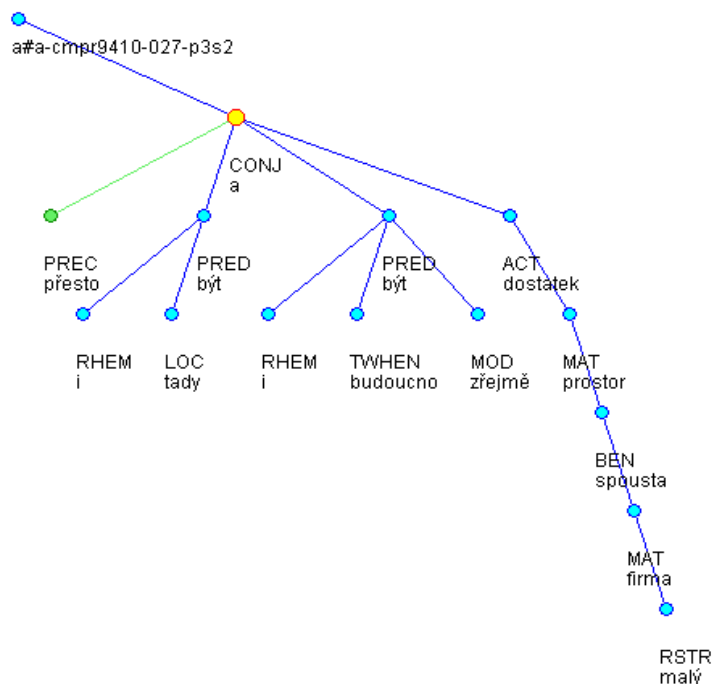 a#a-cmpr9410-027-p3s2
CONJ
a
PREC PRED PRED ACT
přesto být být dostatek
RHEM LOC RHEM TWHEN MOD MAT
i tady i budoucno zřejmě prostor
BEN
spousta
MAT
firma
RSTR
malý